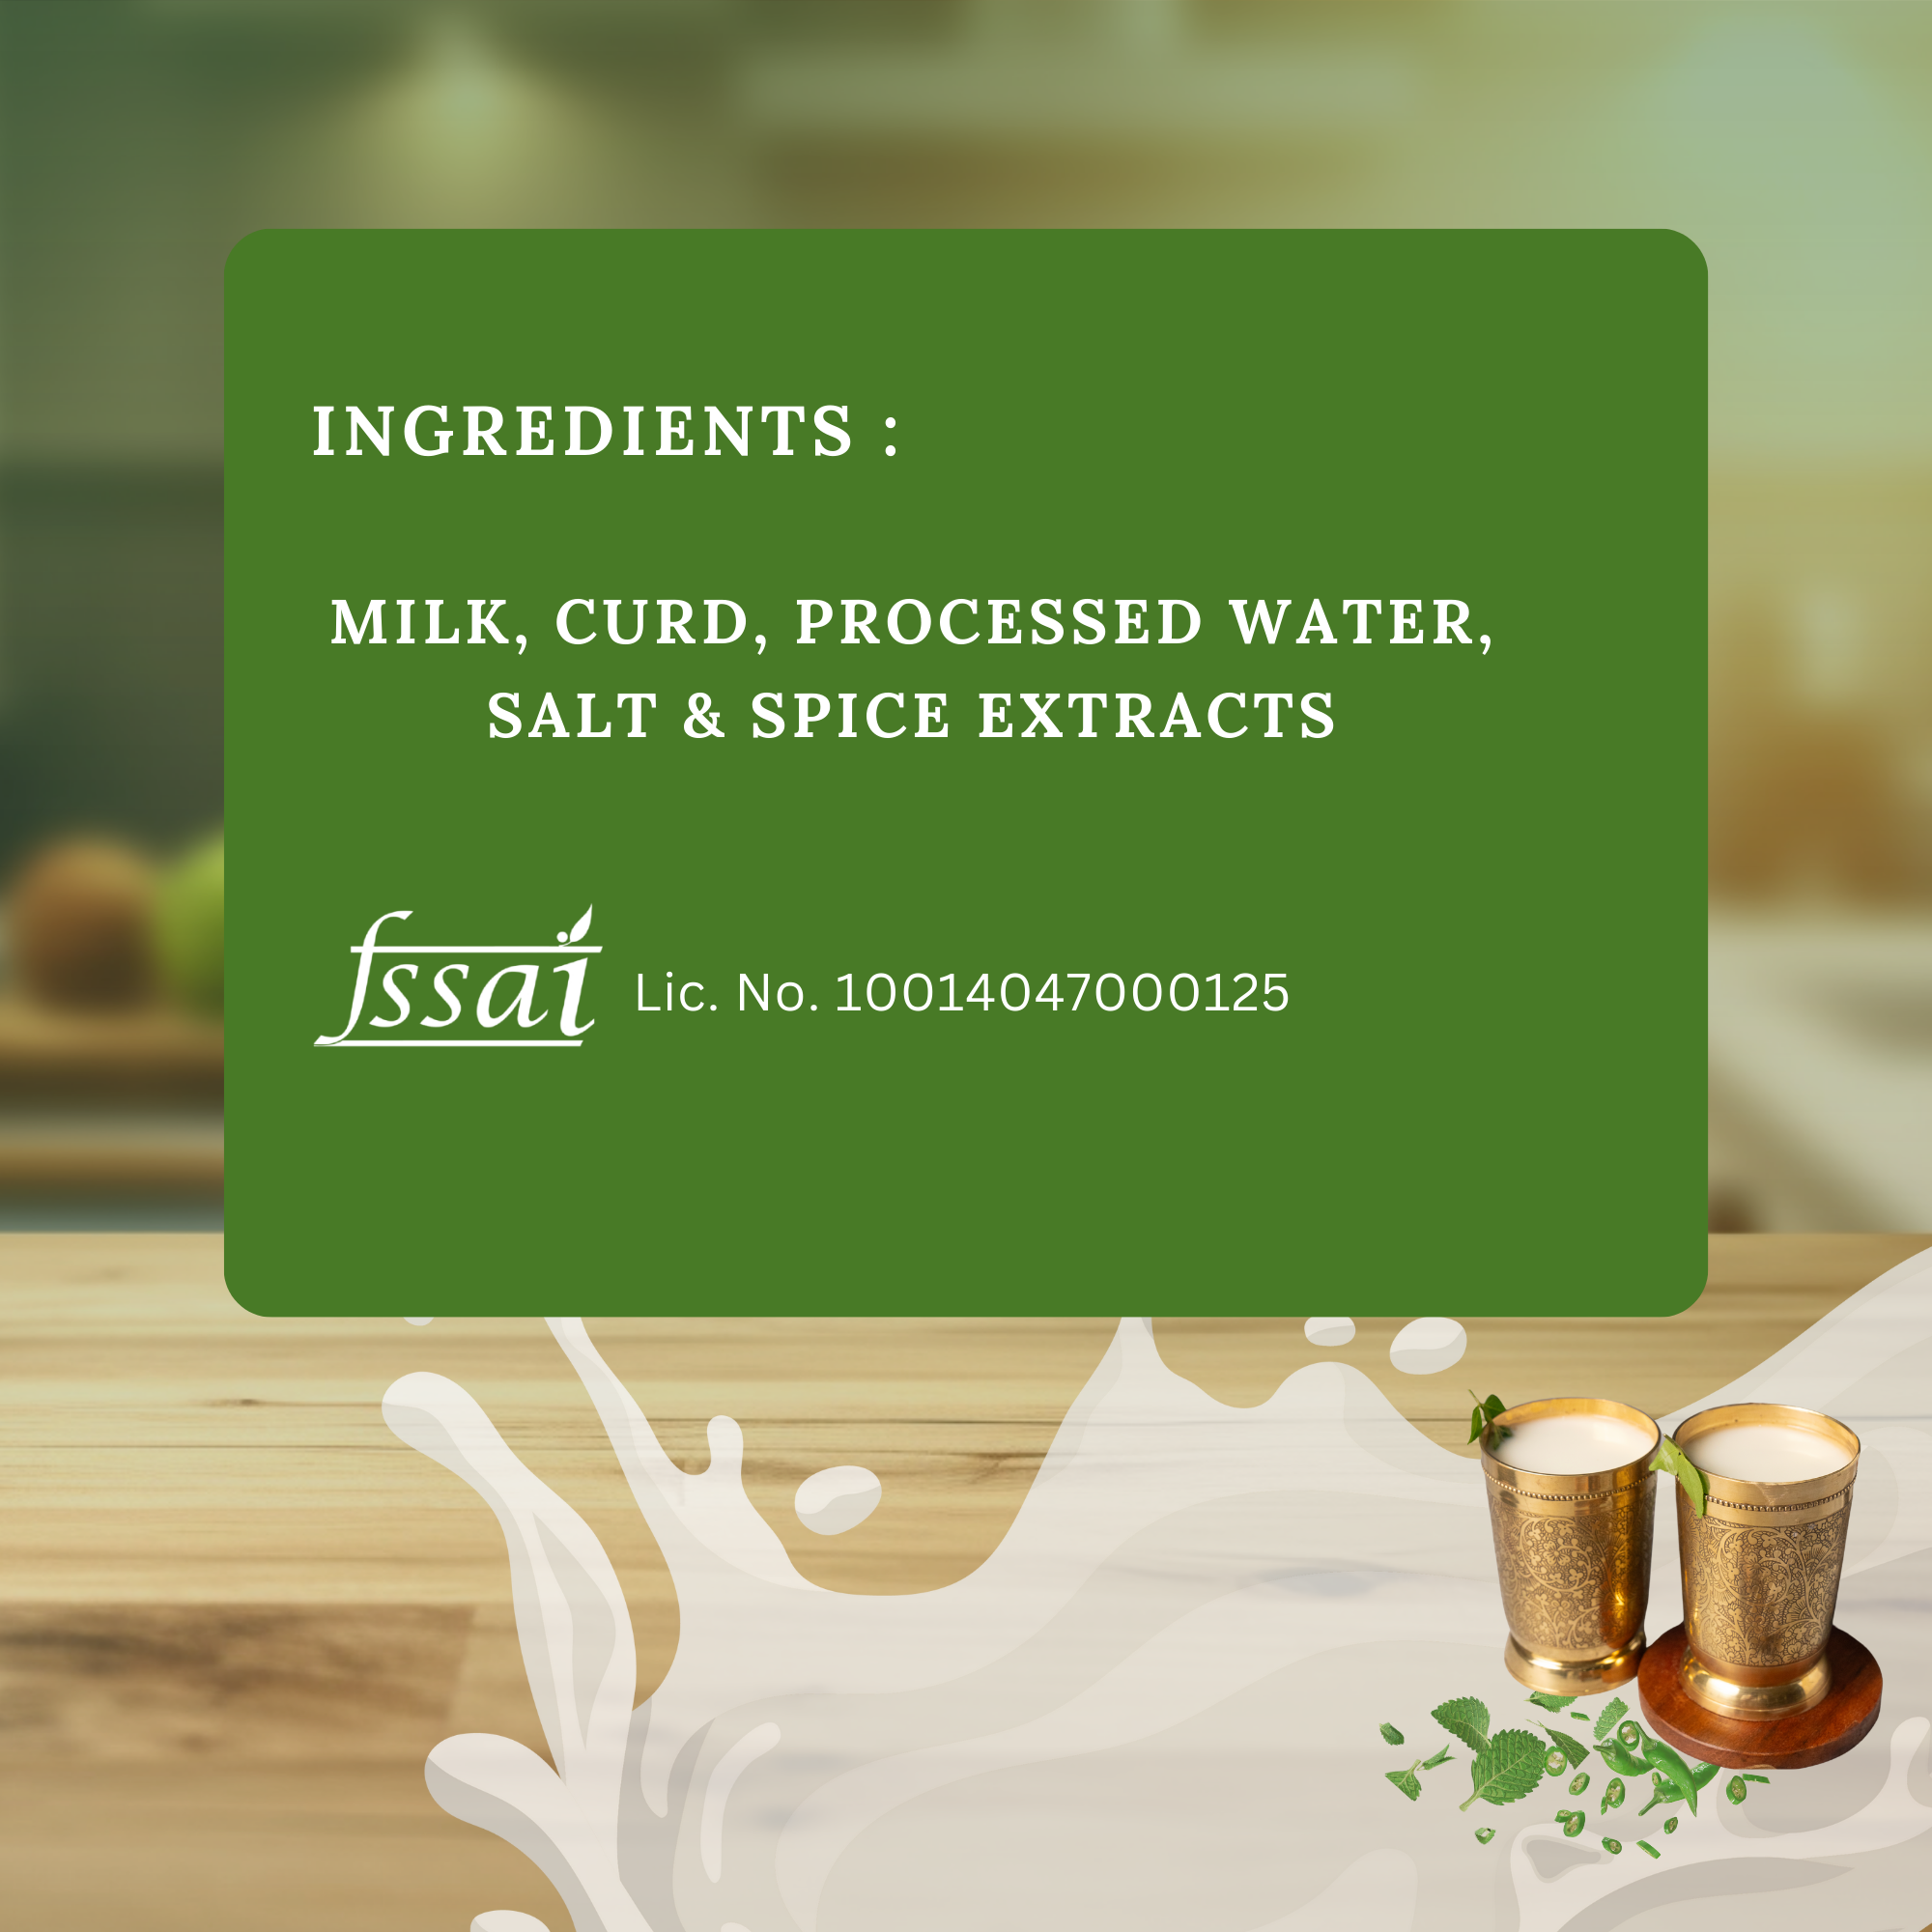 INGREDIENTS :
MILK, CURD, PROCESSED WATER,
SALT & SPICE EXTRACTS
fssai Lic. No. 10014047000125